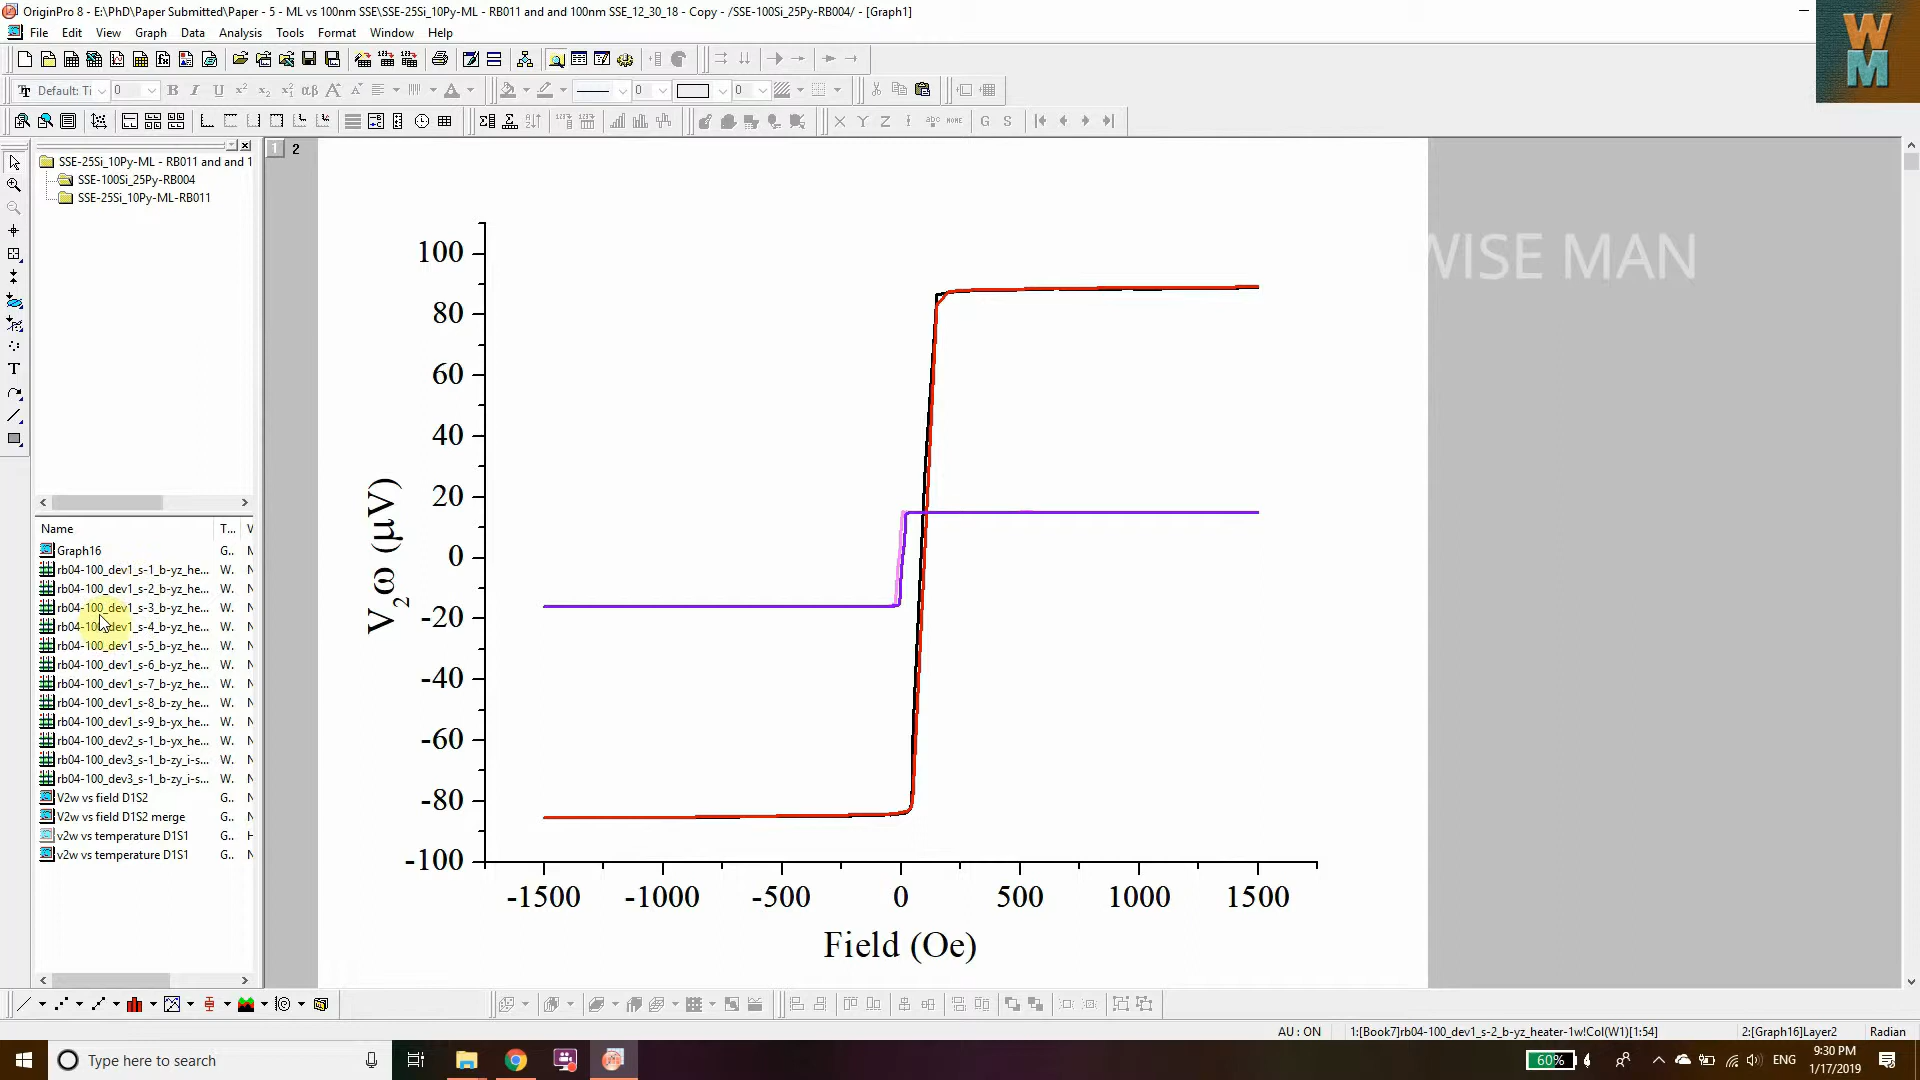 OriginPro 8 - E:\PhD\Paper Submitted\Paper - 5 - ML vs 100nm SSE\SSE-25Si_10Py-ML - RB011 and and 100nm SSE_12_30_18 - Copy - /SSE-100Si_25Py-RB004/ - [Graph1]
File Edit View Graph Data Analysis Tools Format Window Help
Default: Ti 0 B I U 0 0
X Y Z G S
W M
SSE-25Si_10Py-ML - RB011 and and 1
SSE-100Si_25Py-RB004
SSE-25Si_10Py-ML-RB011
1 2
WISE MAN
Name T...
Graph16 G..
rb04-100_dev1_s-1_b-yz_he... W.
rb04-100_dev1_s-2_b-yz_he... W.
rb04-100_dev1_s-3_b-yz_he... W.
rb04-100_dev1_s-4_b-yz_he... W.
rb04-100_dev1_s-5_b-yz_he... W.
rb04-100_dev1_s-6_b-yz_he... W.
rb04-100_dev1_s-7_b-yz_he... W.
rb04-100_dev1_s-8_b-zy_he... W.
rb04-100_dev1_s-9_b-yx_he... W.
rb04-100_dev2_s-1_b-yx_he... W.
rb04-100_dev3_s-1_b-zy_i-s... W.
rb04-100_dev3_s-1_b-zy_i-s... W.
V2w vs field D1S2 G..
V2w vs field D1S2 merge G..
v2w vs temperature D1S1 G..
v2w vs temperature D1S1 G..
100
80
60
40
20
0
-20
-40
-60
-80
-100
V2ω (μV)
-1500 -1000 -500 0 500 1000 1500
Field (Oe)
AU : ON 1:[Book7]rb04-100_dev1_s-2_b-yz_heater-1w!Col(W1)[1:54] 2:[Graph16]Layer2 Radian
Type here to search
60%
ENG
9:30 PM
1/17/2019